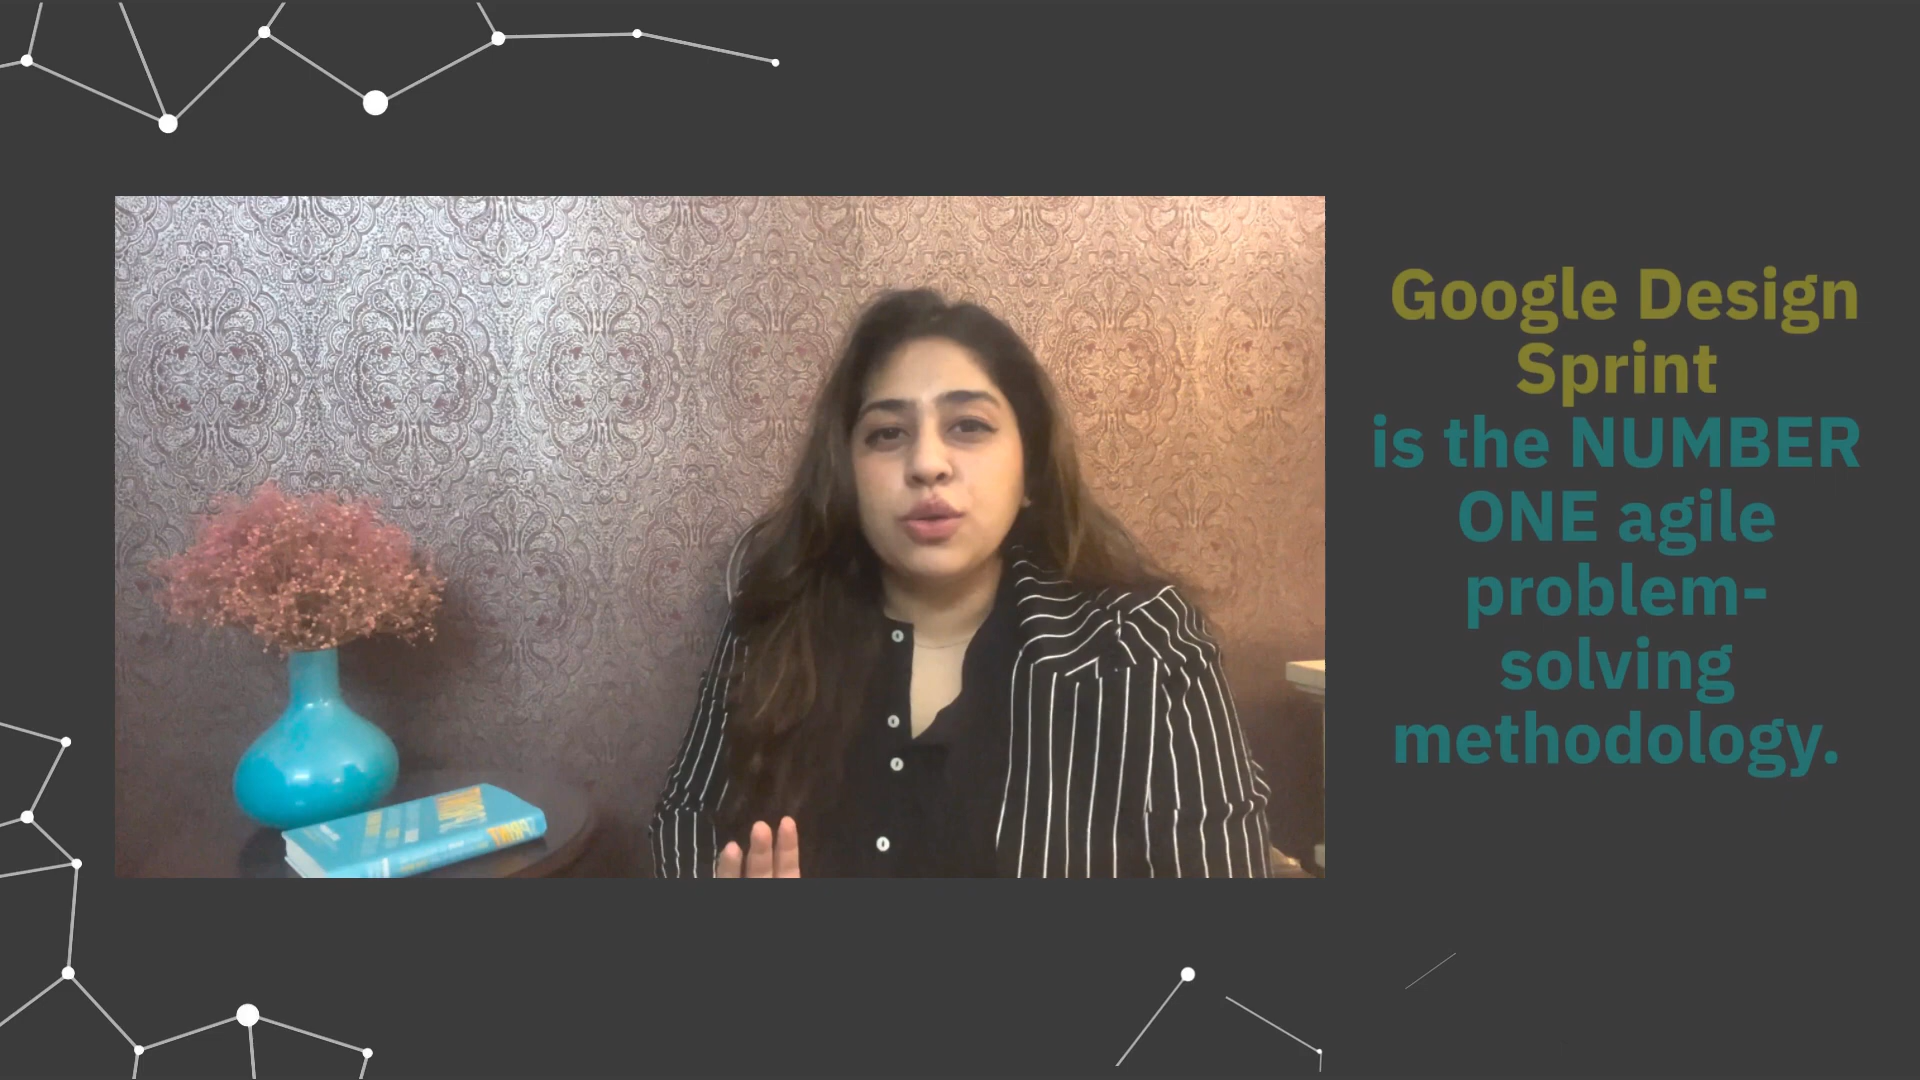 Google Design
Sprint
is the NUMBER
ONE agile
problem-
solving
methodology.